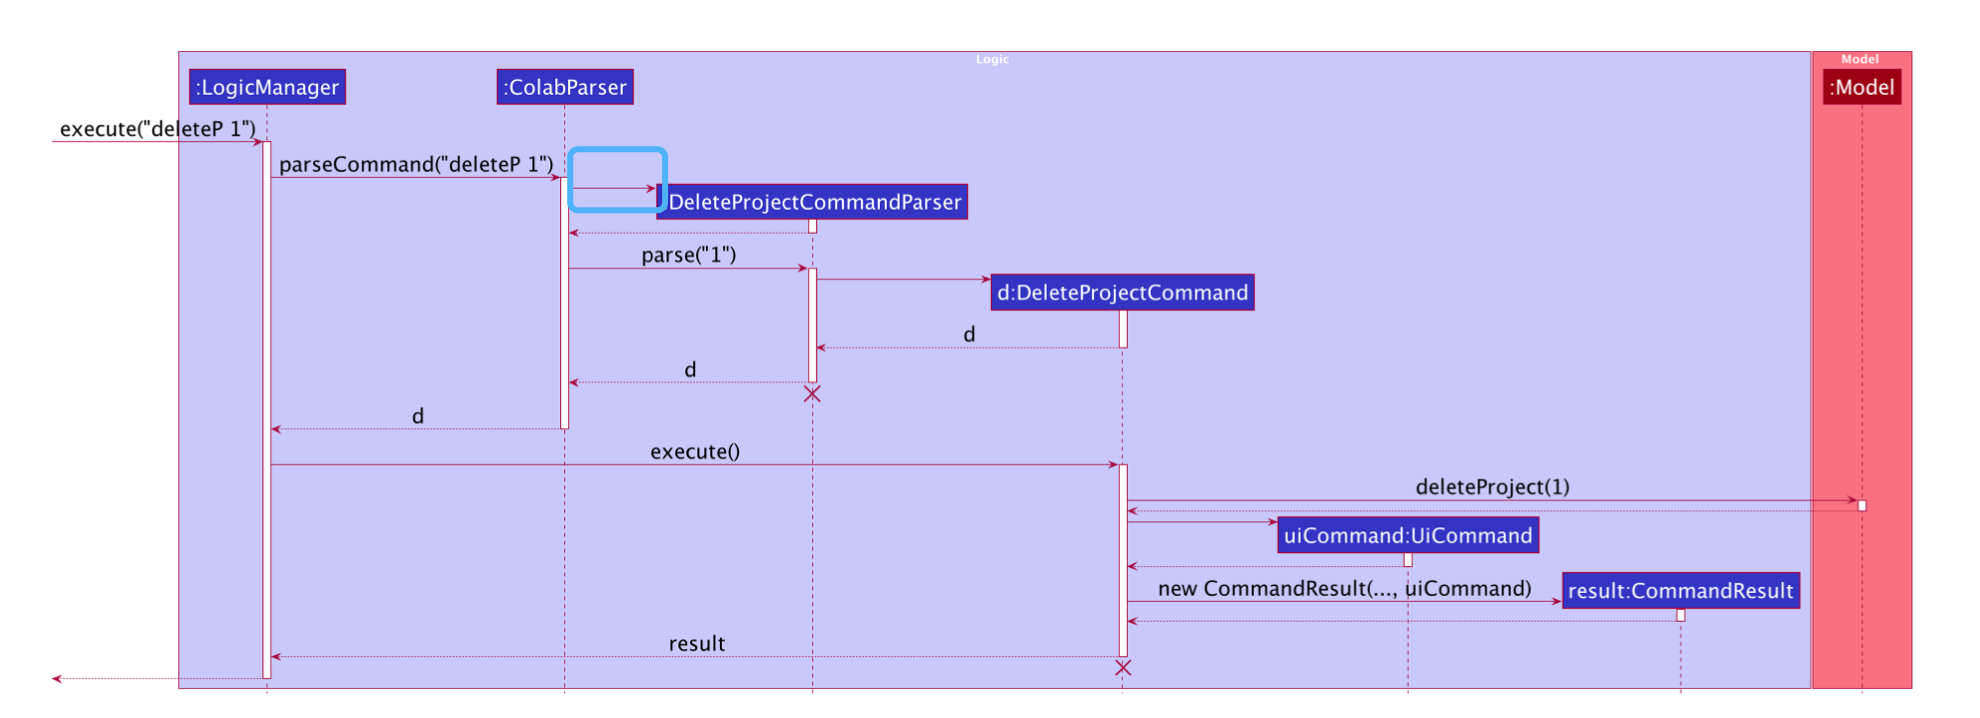 Logic
Model
:LogicManager
:ColabParser
:Model
execute("deleteP 1")
parseCommand("deleteP 1")
:DeleteProjectCommandParser
parse("1")
d:DeleteProjectCommand
d
d
d
execute()
deleteProject(1)
uiCommand:UiCommand
new CommandResult(..., uiCommand)
result:CommandResult
result